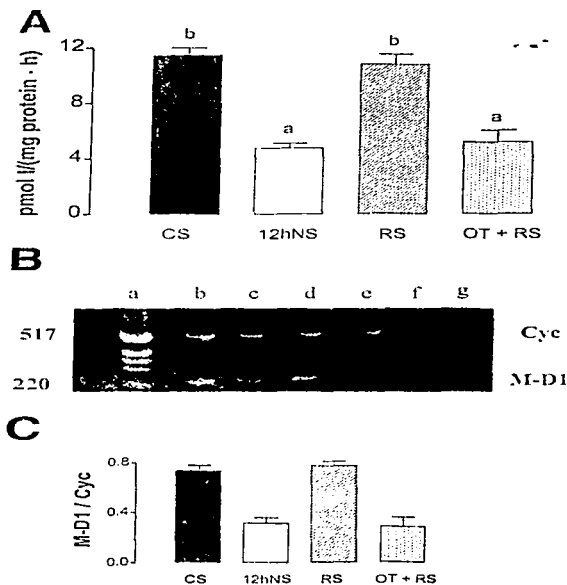 A
b
b
12
a
a
8
4
0
pmol I/(mg protein · h)
CS
12hNS
RS
OT + RS
B
a b c d e f g
517
Cyc
220
M-D1
C
0.8
0.4
0.0
M-D1 / Cyc
CS
12hNS
RS
OT + RS